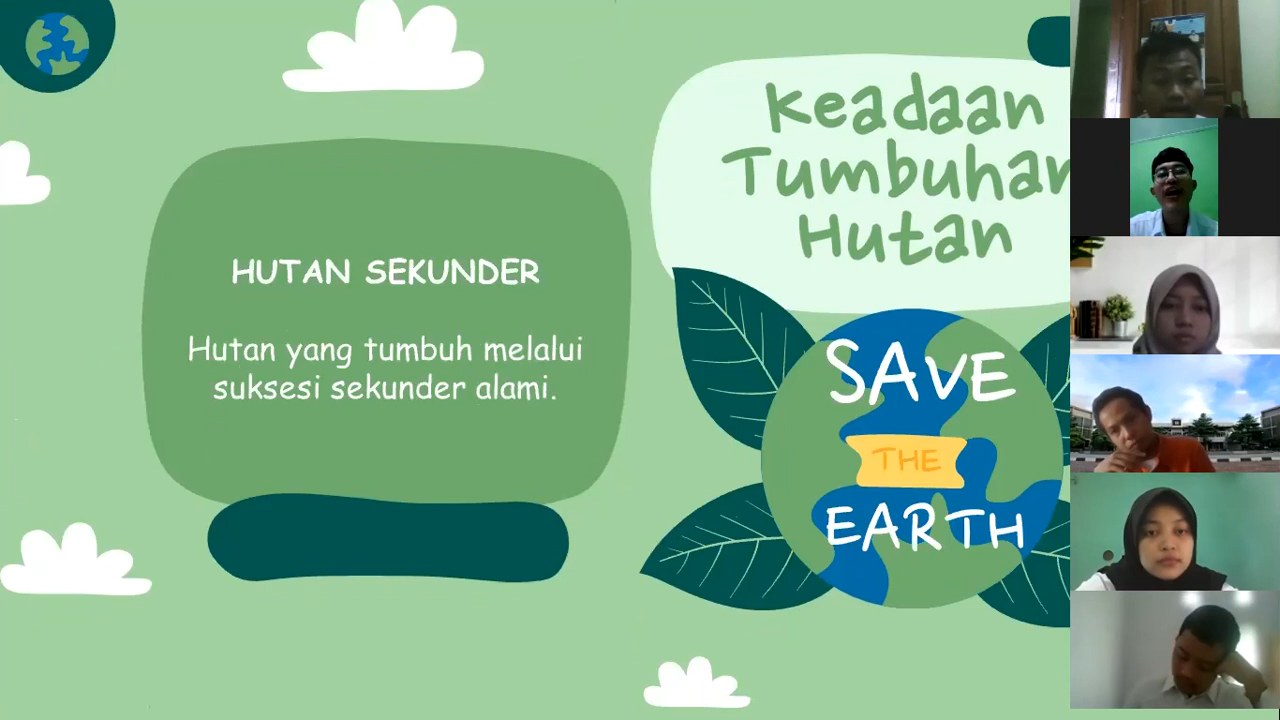 HUTAN SEKUNDER
Hutan yang tumbuh melalui
suksesi sekunder alami.
Keadaan
Tumbuhan
Hutan
SAVE
THE
EARTH